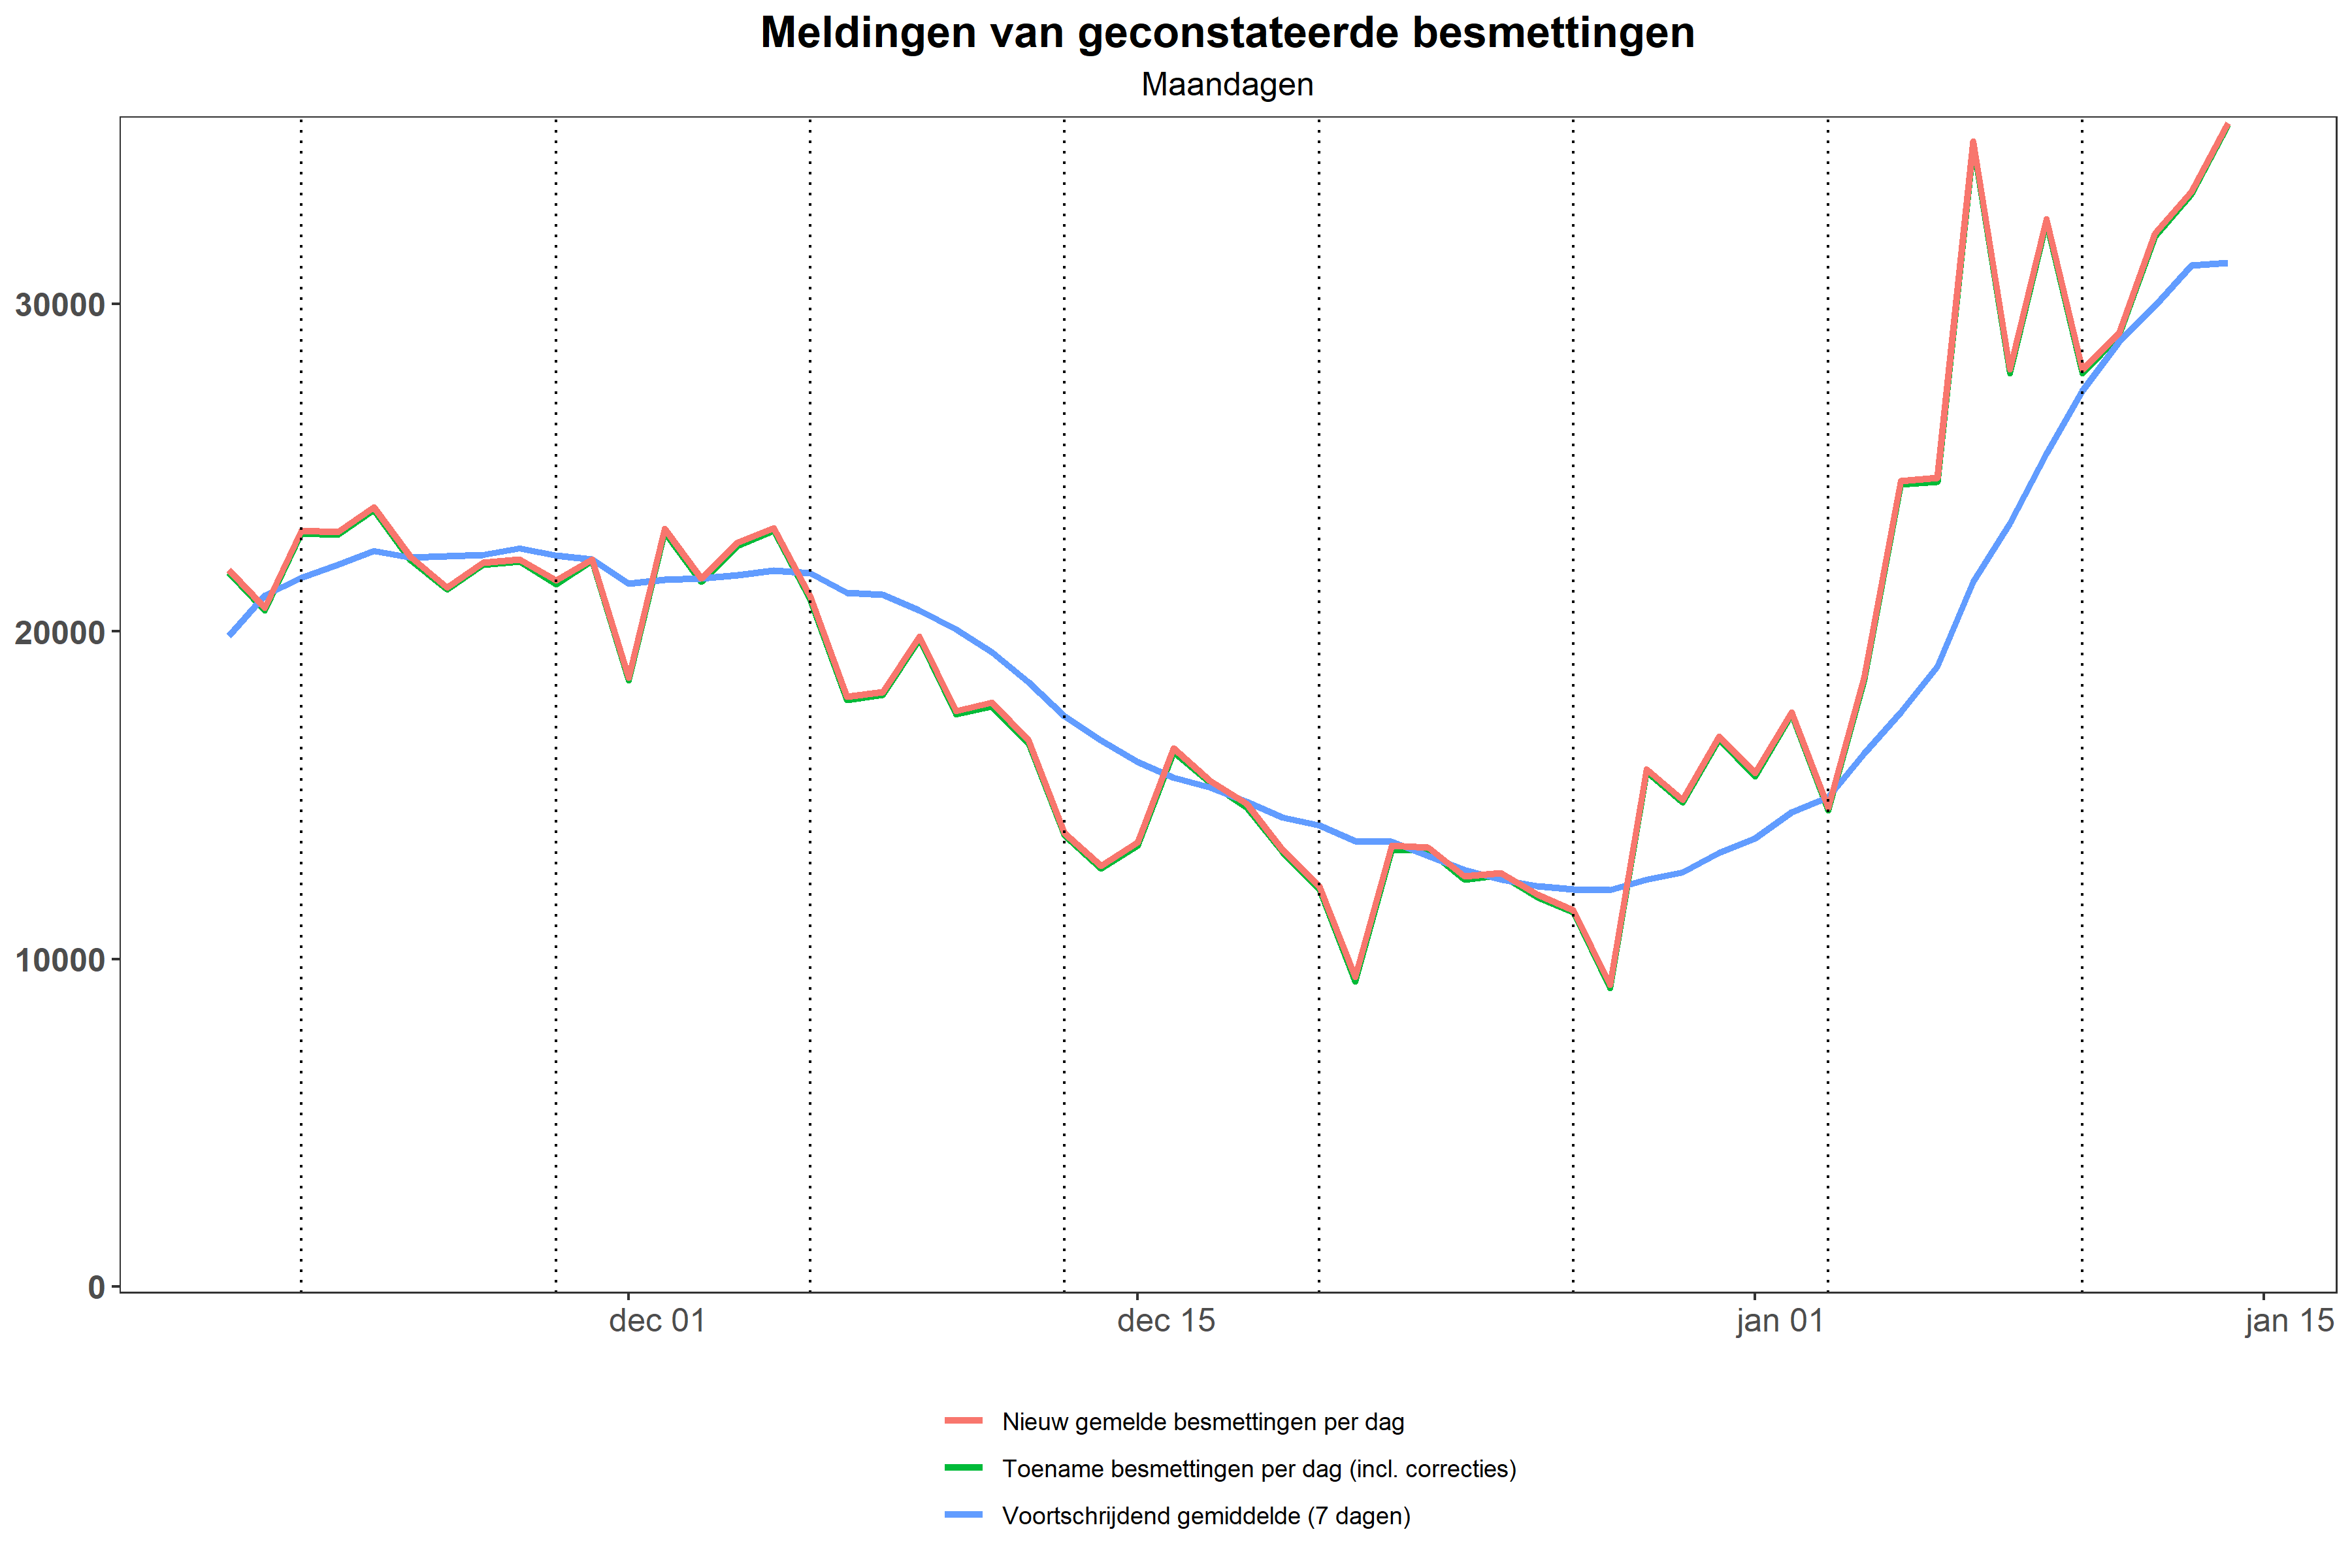 Meldingen van geconstateerde besmettingen
Maandagen
30000
20000
10000
0
dec 01
dec 15
jan 01
jan 15
Nieuw gemelde besmettingen per dag
Toename besmettingen per dag (incl. correcties)
Voortschrijdend gemiddelde (7 dagen)